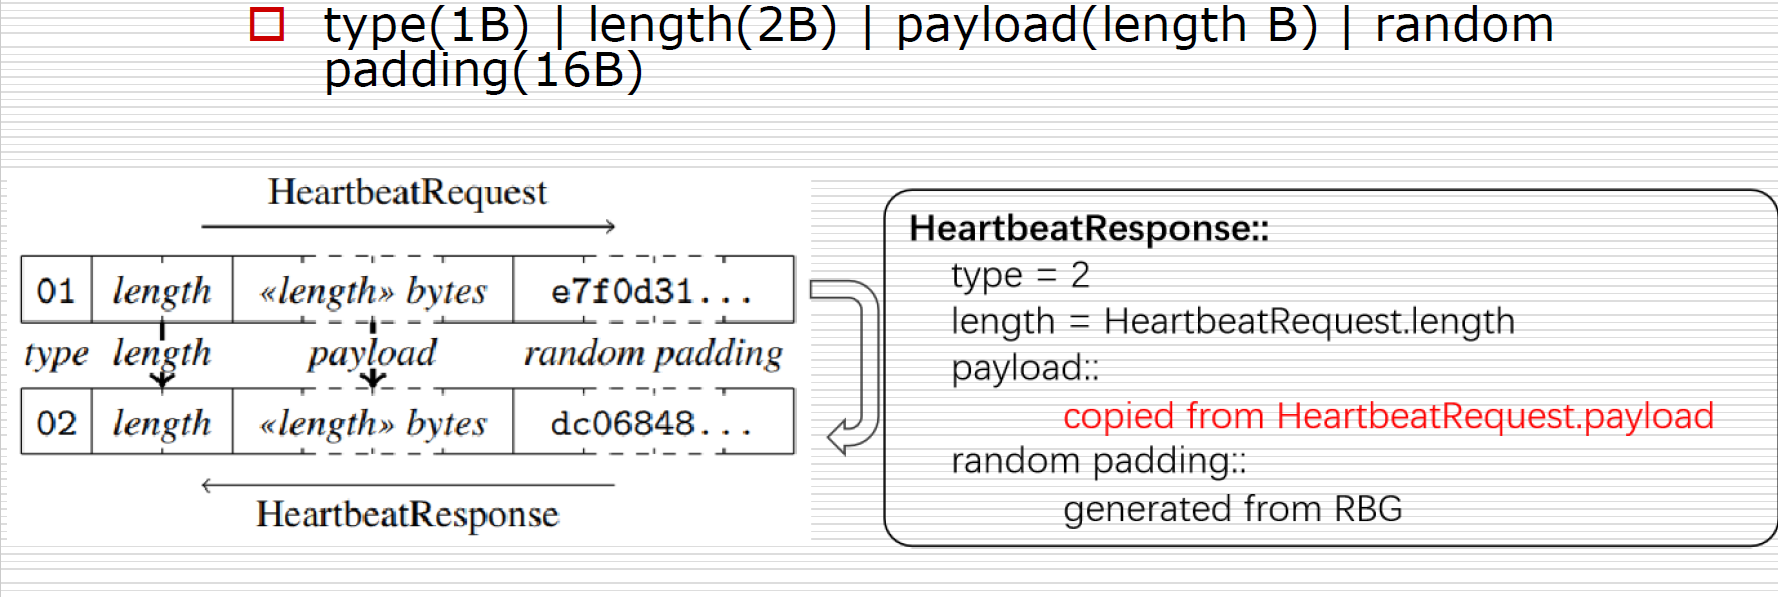 type(1B) | length(2B) | payload(length B) | random
padding(16B)
HeartbeatRequest
01 length «length» bytes e7f0d31...
type length payload random padding
02 length «length» bytes dc06848...
HeartbeatResponse
HeartbeatResponse::
type = 2
length = HeartbeatRequest.length
payload::
copied from HeartbeatRequest.payload
random padding::
generated from RBG